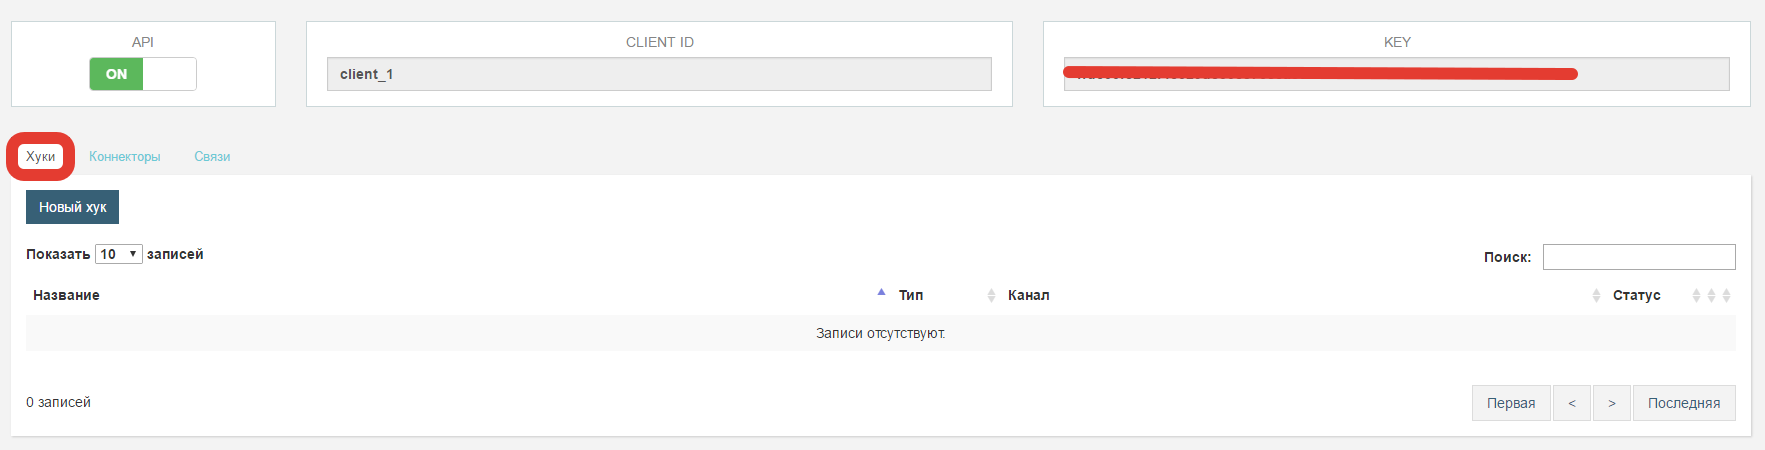 API CLIENT ID KEY
ON client_1
Хуки Коннекторы Связи
Новый хук
Показать 10 записей Поиск:
Название Тип Канал Статус
Записи отсутствуют.
0 записей Первая < > Последняя